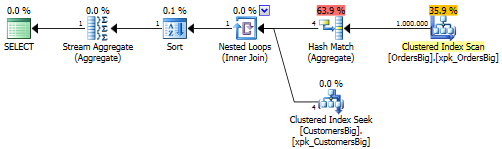 0.0 %
0.0 %
0.1 %
0.0 %
63.9 %
35.9 %
1
1
1
4
1.000.000
SELECT
Stream Aggregate
(Aggregate)
Sort
Nested Loops
(Inner Join)
Hash Match
(Aggregate)
Clustered Index Scan
[OrdersBig].[xpk_OrdersBig]
0.0 %
4
Clustered Index Seek
[CustomersBig].
[xpk_CustomersBig]